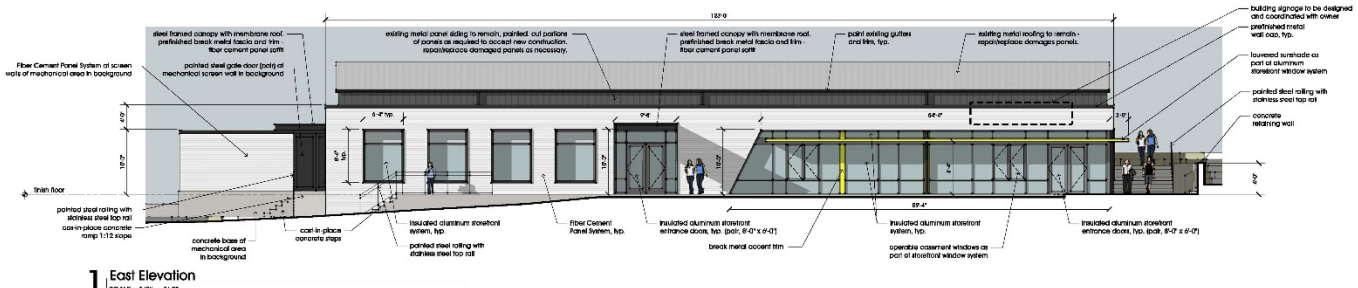 123'-0"
building signage to be designed
and coordinated with owner
prefinished metal
wall cap, typ.
louvered sunshade as
part of aluminum
storefront window system
painted steel railing with
stainless steel top rail
concrete
retaining wall
steel framed canopy with membrane roof.
prefinished break metal fascia and trim -
fiber cement panel soffit
painted steel gate door (pair) at
mechanical screen wall in background
Fiber Cement Panel System at screen
walls of mechanical area in background
existing metal panel siding to remain, painted. cut portions
of panels as required to accept new construction.
repair/replace damaged panels as necessary.
steel framed canopy with membrane roof.
prefinished break metal fascia and trim -
fiber cement panel soffit
paint existing gutters
and trim, typ.
existing metal roofing to remain -
repair/replace damages panels.
typ.
9'-4"
10'-0"
10'-0"
10'-0"
typ.
finish floor
painted steel railing with
stainless steel top rail
cast-in-place concrete
ramp 1:12 slope
concrete base of
mechanical area
in background
cast-in-place
concrete steps
insulated aluminum storefront
system, typ.
painted steel railing with
stainless steel top rail
Fiber Cement
Panel System, typ.
insulated aluminum storefront
entrance doors, typ. (pair, 8'-0" x 6'-0")
break metal accent trim
insulated aluminum storefront
system, typ.
operable casement windows as
part of storefront window system
insulated aluminum storefront
entrance doors, typ. (pair, 8'-0" x 6'-0")
1
East Elevation